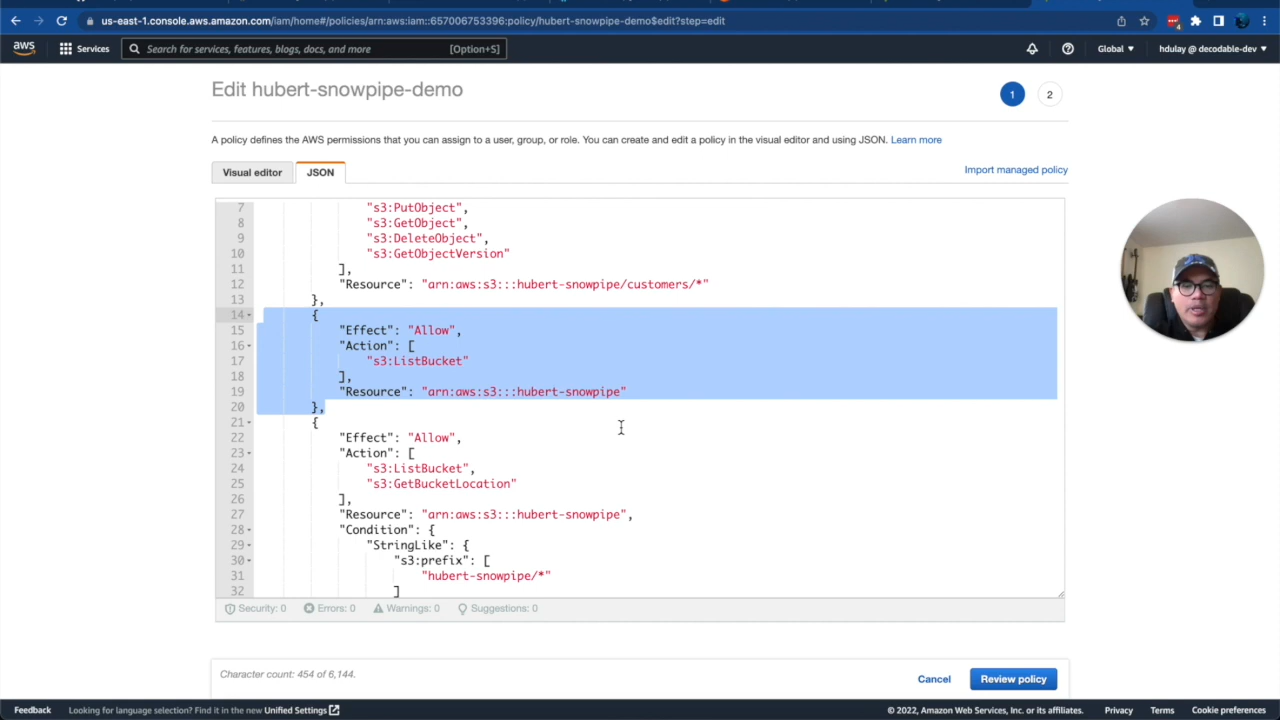 us-east-1.console.aws.amazon.com/iam/home#/policies/arn:aws:iam::657006753396:policy/hubert-snowpipe-demo$edit?step=edit
aws Services Search for services, features, blogs, docs, and more [Option+S] Global hdulay @ decodable-dev
Edit hubert-snowpipe-demo
1 2
A policy defines the AWS permissions that you can assign to a user, group, or role. You can create and edit a policy in the visual editor and using JSON. Learn more
Visual editor JSON Import managed policy
7 "s3:PutObject",
8 "s3:GetObject",
9 "s3:DeleteObject",
10 "s3:GetObjectVersion"
11 ],
12 "Resource": "arn:aws:s3:::hubert-snowpipe/customers/*"
13 },
14 {
15 "Effect": "Allow",
16 "Action": [
17 "s3:ListBucket"
18 ],
19 "Resource": "arn:aws:s3:::hubert-snowpipe"
20 },
21 {
22 "Effect": "Allow",
23 "Action": [
24 "s3:ListBucket",
25 "s3:GetBucketLocation"
26 ],
27 "Resource": "arn:aws:s3:::hubert-snowpipe",
28 "Condition": {
29 "StringLike": {
30 "s3:prefix": [
31 "hubert-snowpipe/*"
32 ]
Security: 0 Errors: 0 Warnings: 0 Suggestions: 0
Character count: 454 of 6,144.
Cancel Review policy
Feedback Looking for language selection? Find it in the new Unified Settings © 2022, Amazon Web Services, Inc. or its affiliates. Privacy Terms Cookie preferences